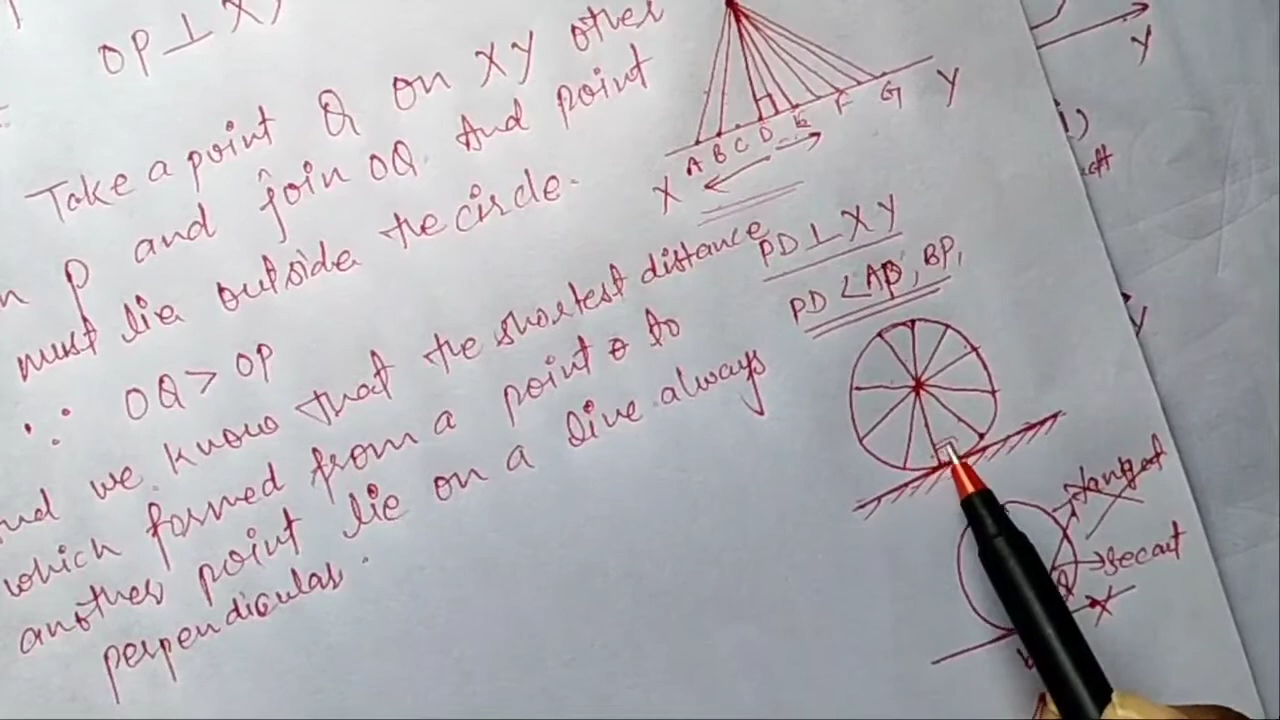 OP ⊥ XY
Take a point Q on XY other
P and join OQ. And point
must lie outside the circle.
∴ OQ > OP
and we know that the shortest distance
which formed from a point O to
another point lie on a line always
perpendicular.
A B C D E F G Y
X
PD ⊥ XY
PD < AP, BP,
tanget
secant
Y
Y